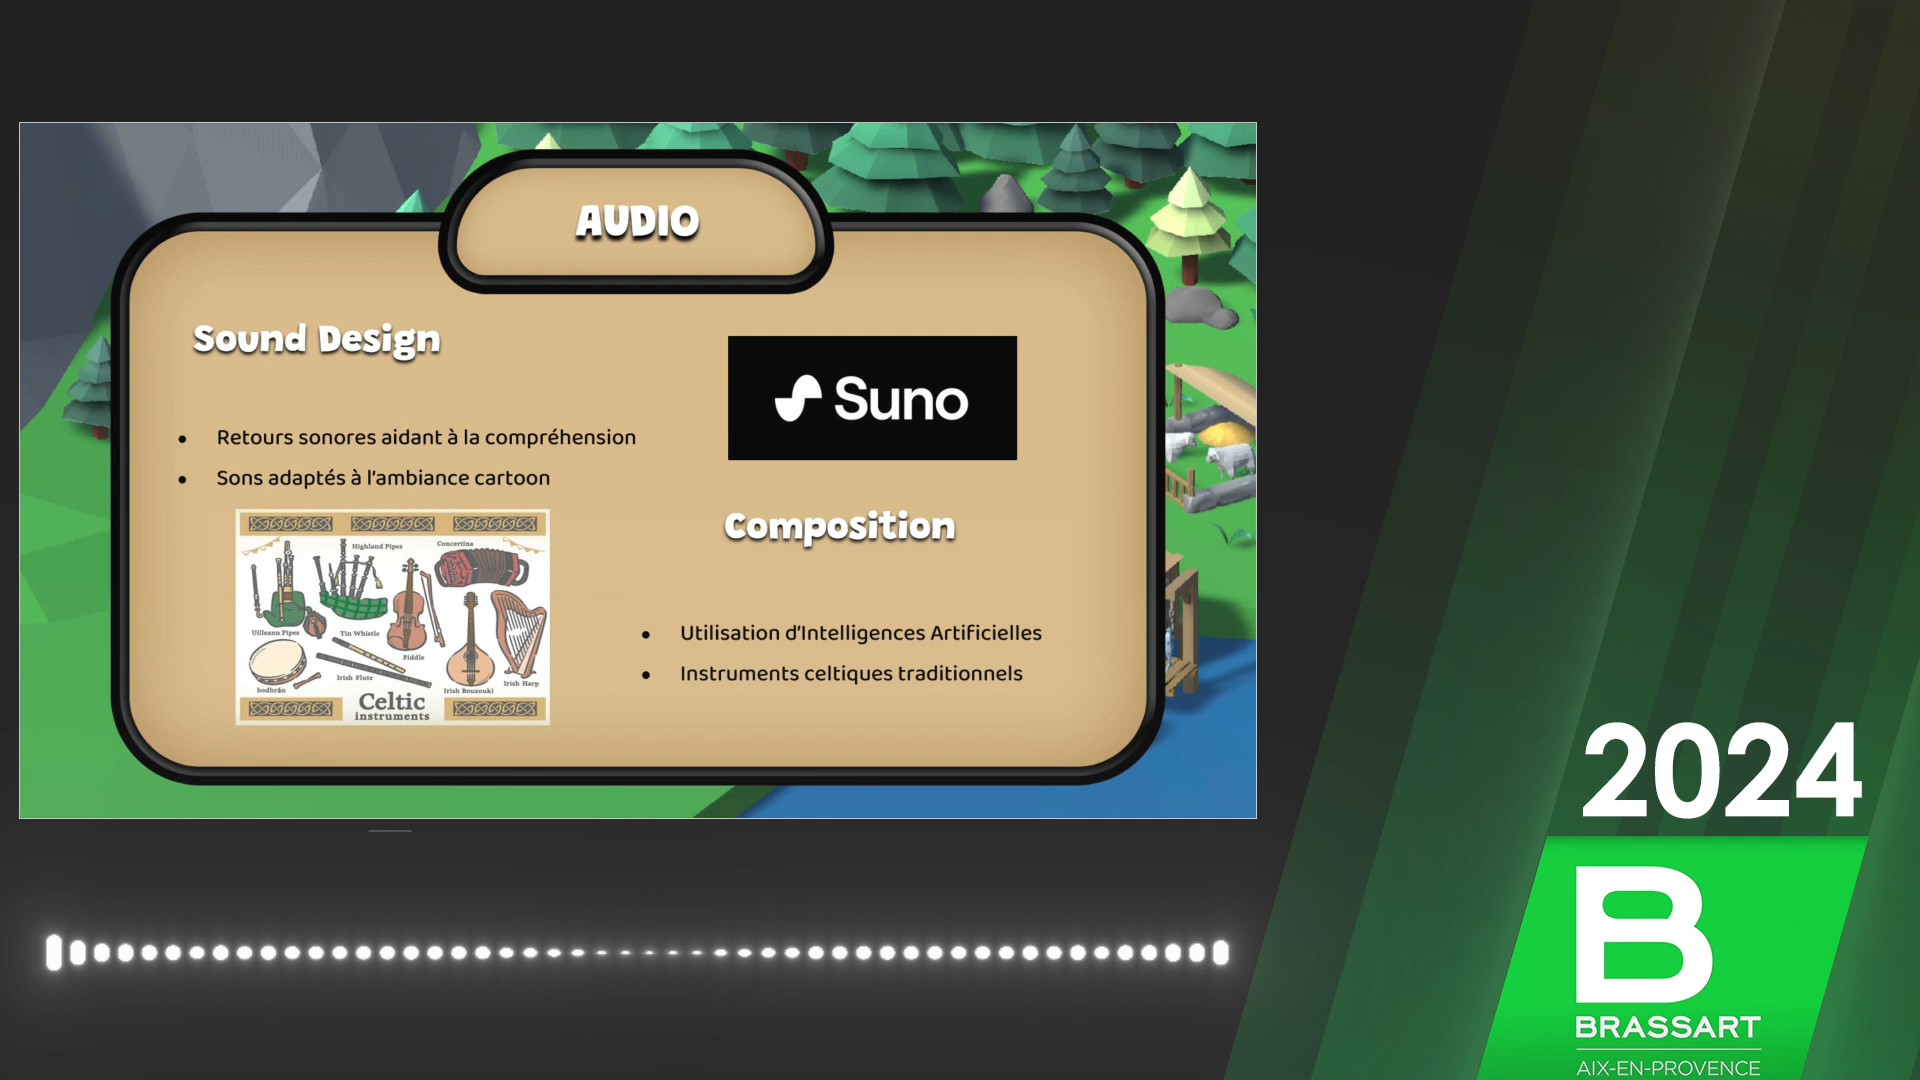 AUDIO
Sound Design
Retours sonores aidant à la compréhension
Sons adaptés à l'ambiance cartoon
Highland Pipes
Concertina
Uilleann Pipes
Tin Whistle
Fiddle
Irish Flute
bodhrán
Irish Bouzouki
Irish Harp
Celtic
instruments
Suno
Composition
Utilisation d'Intelligences Artificielles
Instruments celtiques traditionnels
2024
B
BRASSART
AIX-EN-PROVENCE